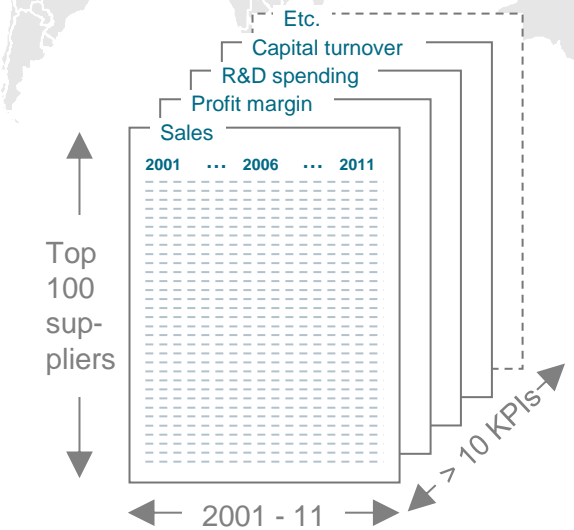 Etc.
Capital turnover
R&D spending
Profit margin
Sales
2001 ... 2006 ... 2011
Top
100
sup-
pliers
> 10 KPIs
2001 - 11